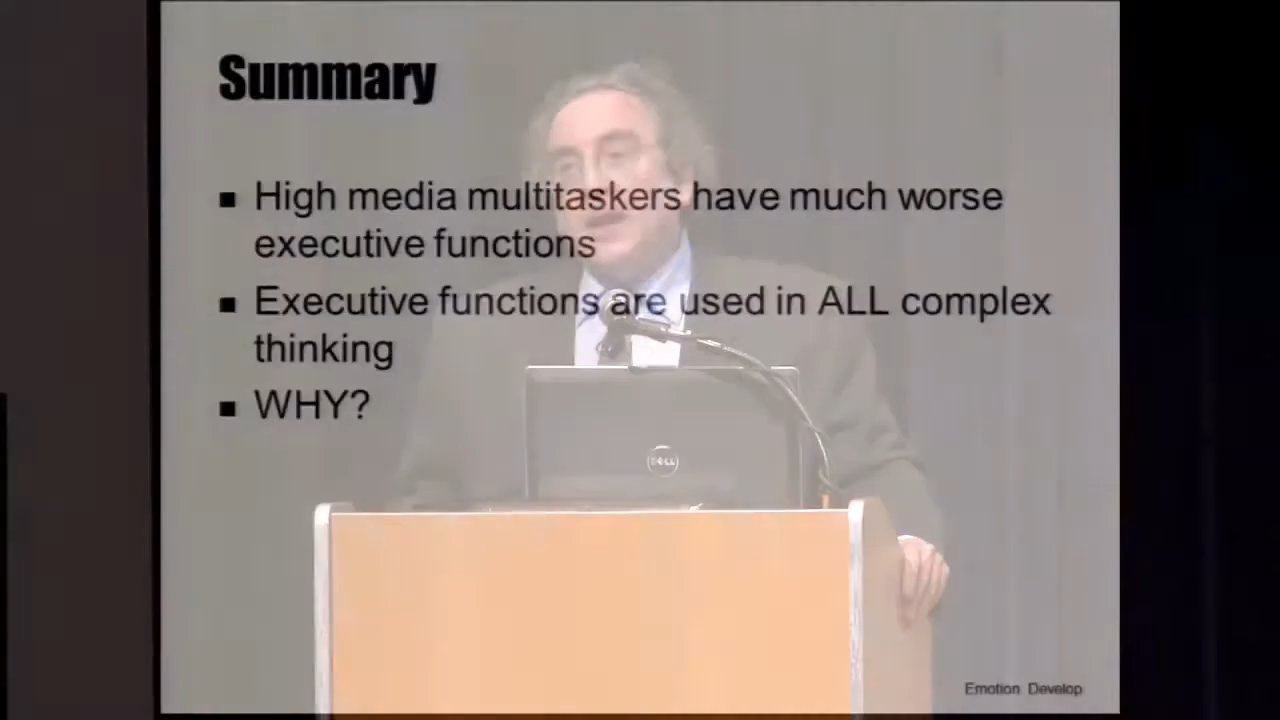 Summary
High media multitaskers have much worse
executive functions
Executive functions are used in ALL complex
thinking
WHY?
DELL
Emotion Develop